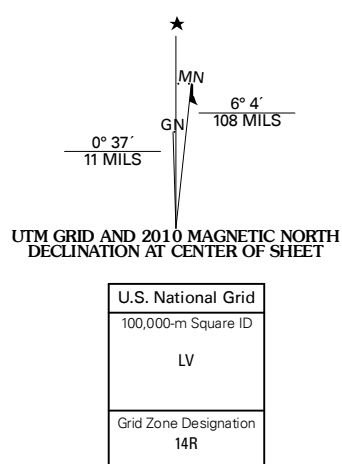 ★
MN
6° 4´
108 MILS
GN
0° 37´
11 MILS
UTM GRID AND 2010 MAGNETIC NORTH
DECLINATION AT CENTER OF SHEET
U.S. National Grid
100,000-m Square ID
LV
Grid Zone Designation
14R